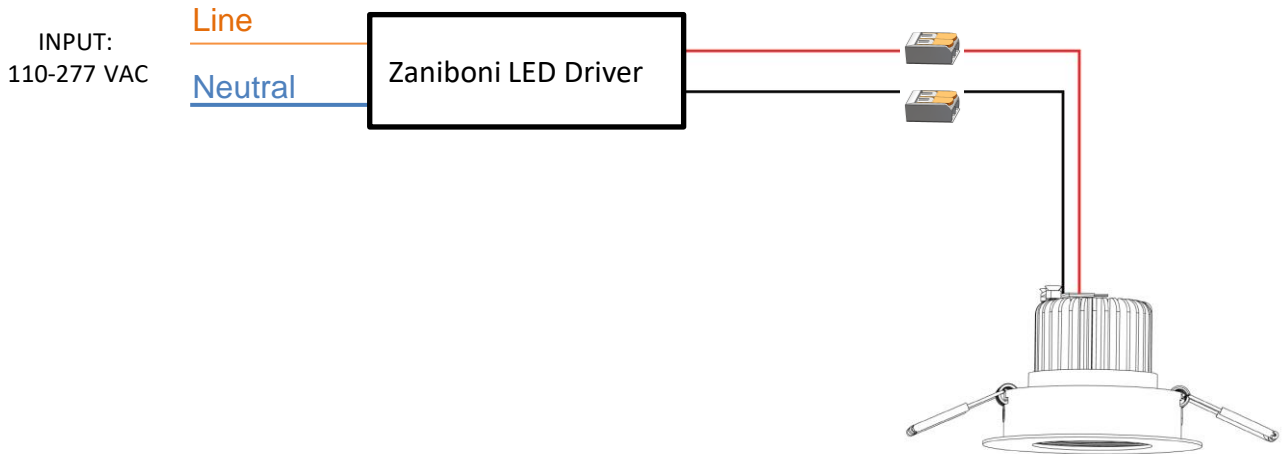 Line
INPUT:
110-277 VAC
Zaniboni LED Driver
Neutral